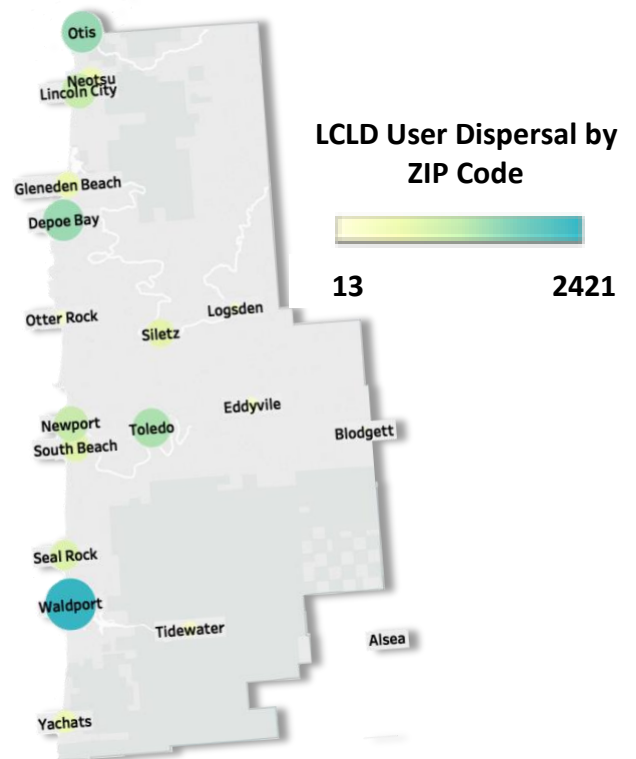 Otis
Neotsu
Lincoln City
LCLD User Dispersal by
ZIP Code
Gleneden Beach
Depoe Bay
13
2421
Otter Rock
Logsden
Siletz
Eddyvile
Newport
Toledo
Blodgett
South Beach
Seal Rock
Waldport
Tidewater
Alsea
Yachats